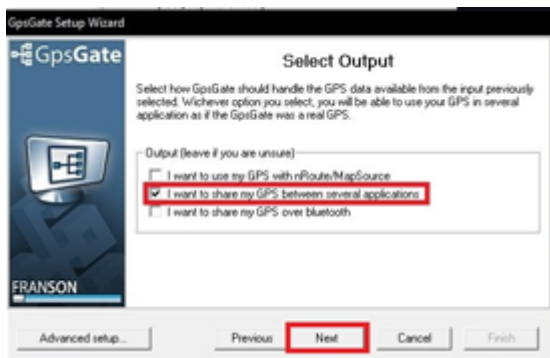 GpsGate Setup Wizard
GpsGate
Select Output
Select how GpsGate should handle the GPS data available from the input previously
selected. Whichever option you select, you will be able to use your GPS in several
application as if the GpsGate was a real GPS.
Output (leave if you are unsure)
I want to use my GPS with nRoute/MapSource
I want to share my GPS between several applications
I want to share my GPS over bluetooth
FRANSON
Advanced setup...
Previous
Next
Cancel
Finish